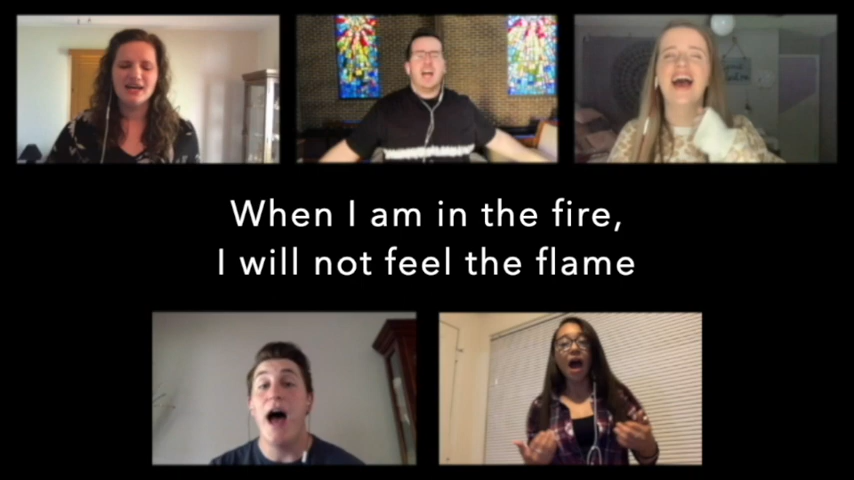 When I am in the fire,
I will not feel the flame